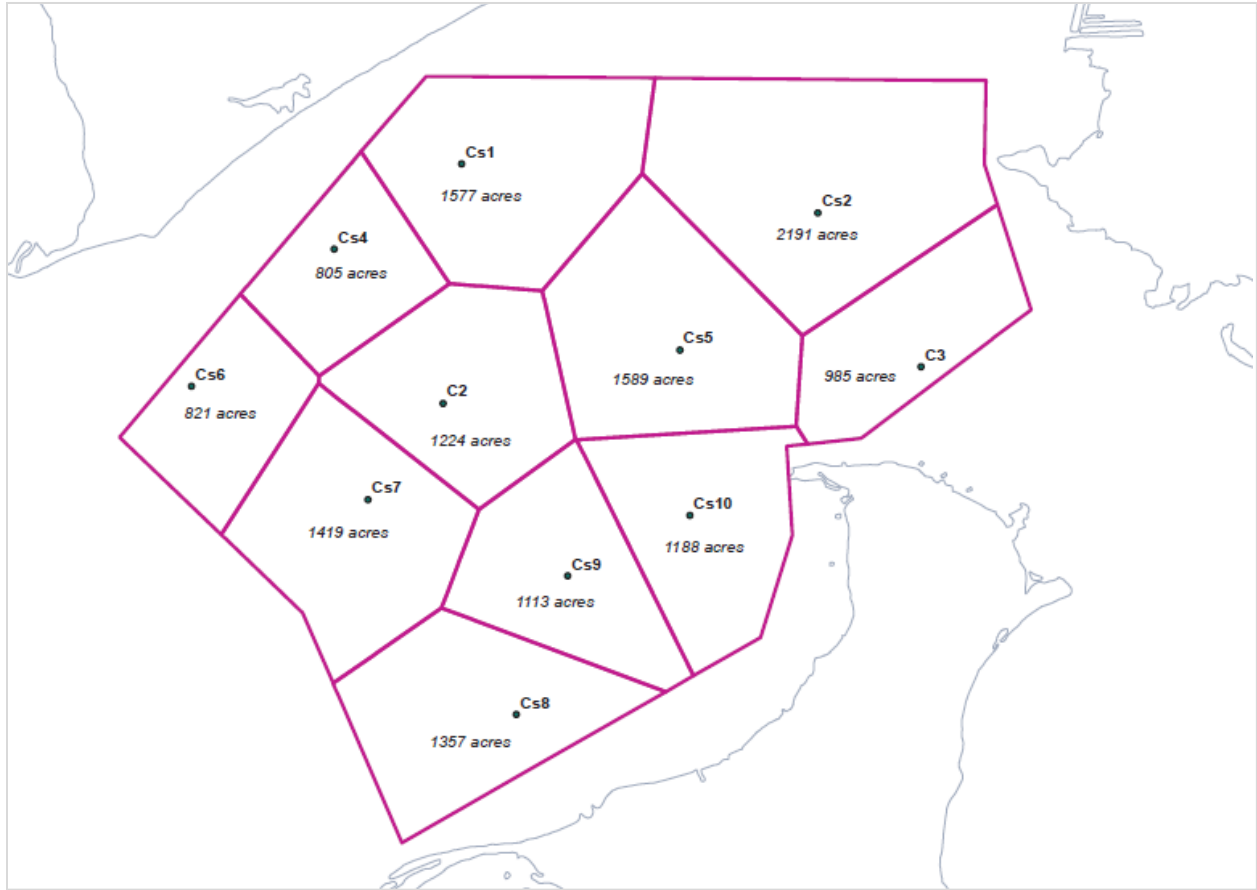 Cs1
1577 acres
Cs2
2191 acres
Cs4
805 acres
Cs5
1589 acres
C3
985 acres
Cs6
821 acres
C2
1224 acres
Cs7
1419 acres
Cs10
1188 acres
Cs9
1113 acres
Cs8
1357 acres